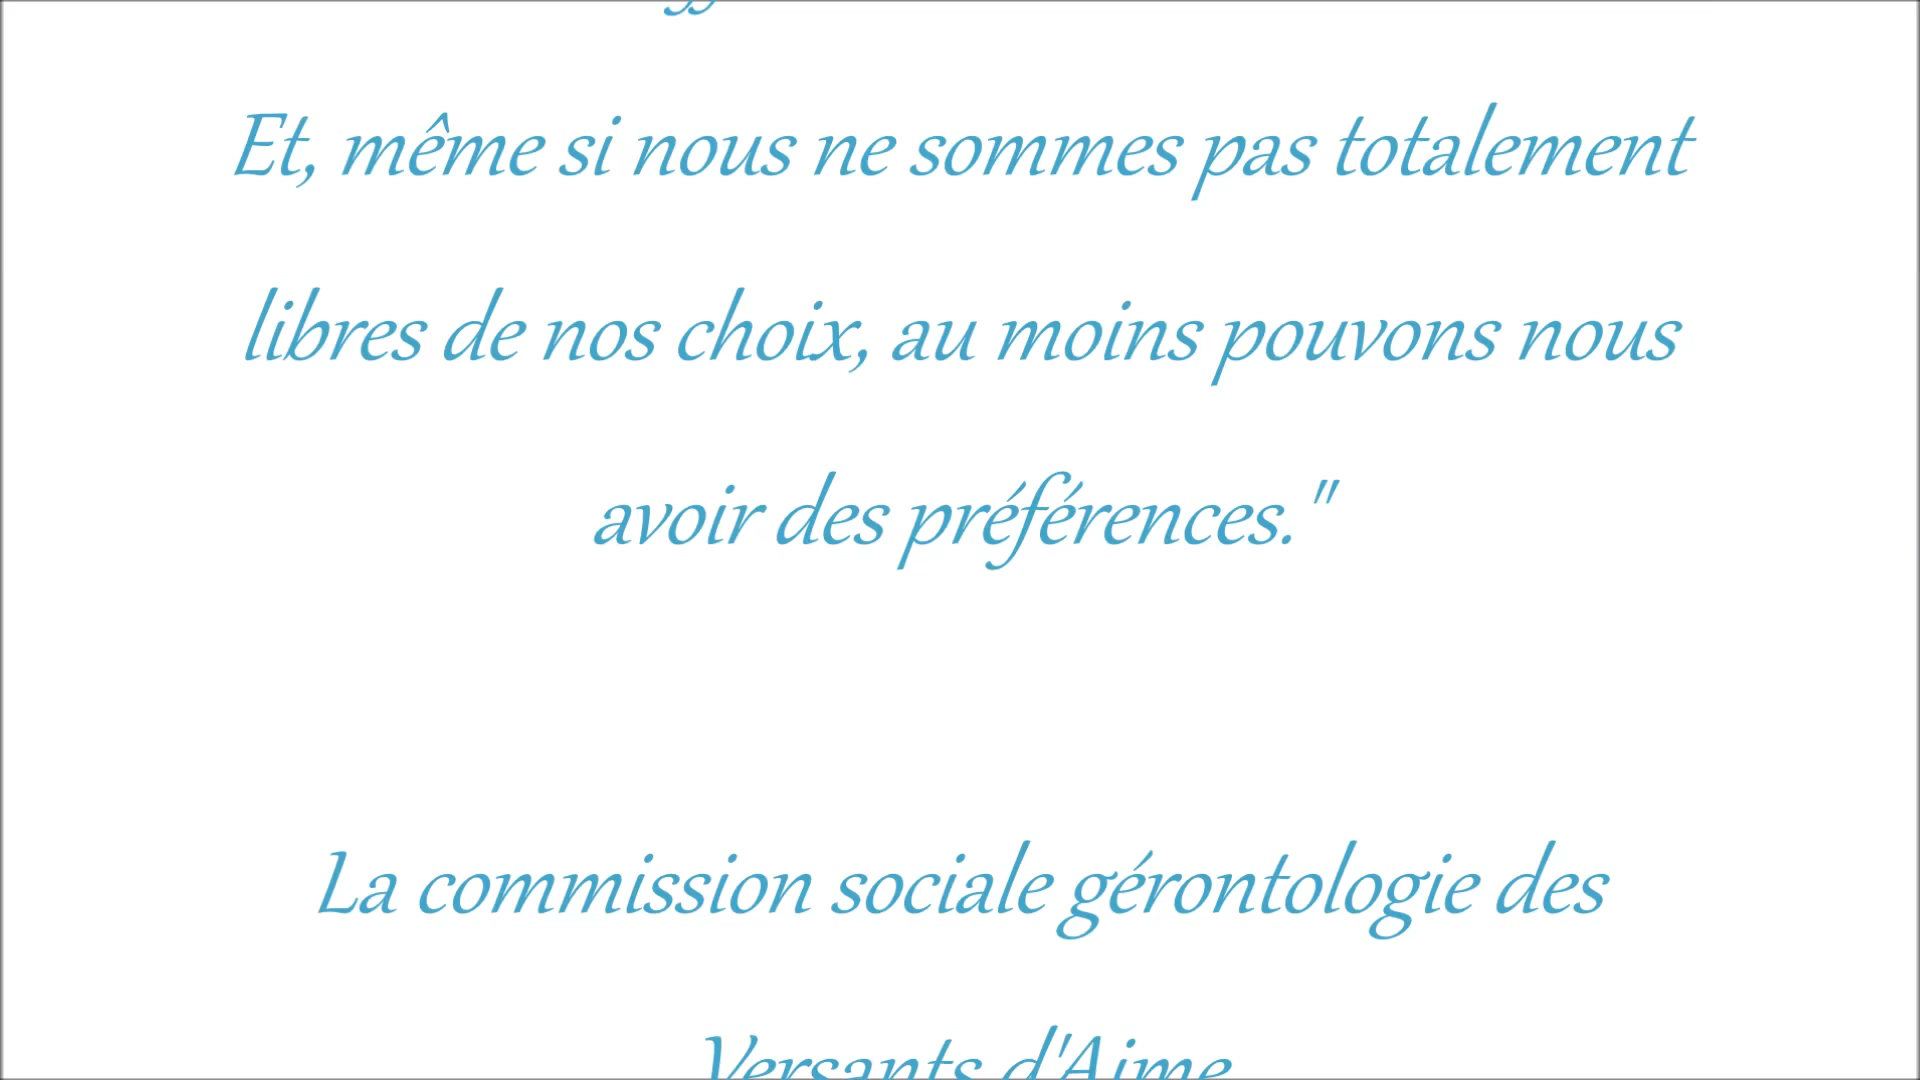 Et, même si nous ne sommes pas totalement
libres de nos choix, au moins pouvons nous
avoir des préférences."
La commission sociale gérontologie des
Versants d'Aime